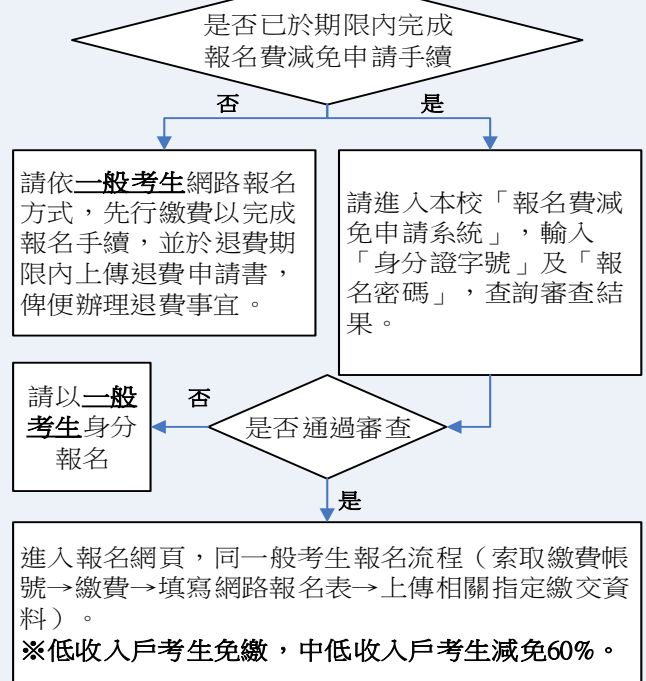 是否已於期限內完成
報名費減免申請手續
否
是
請依一般考生網路報名
方式，先行繳費以完成
報名手續，並於退費期
限內上傳退費申請書，
俾便辦理退費事宜。
請進入本校「報名費減
免申請系統」，輸入
「身分證字號」及「報
名密碼」，查詢審查結
果。
是否通過審查
否
請以一般
考生身分
報名
是
進入報名網頁，同一般考生報名流程（索取繳費帳
號→繳費→填寫網路報名表→上傳相關指定繳交資
料）。
※低收入戶考生免繳，中低收入戶考生減免60%。